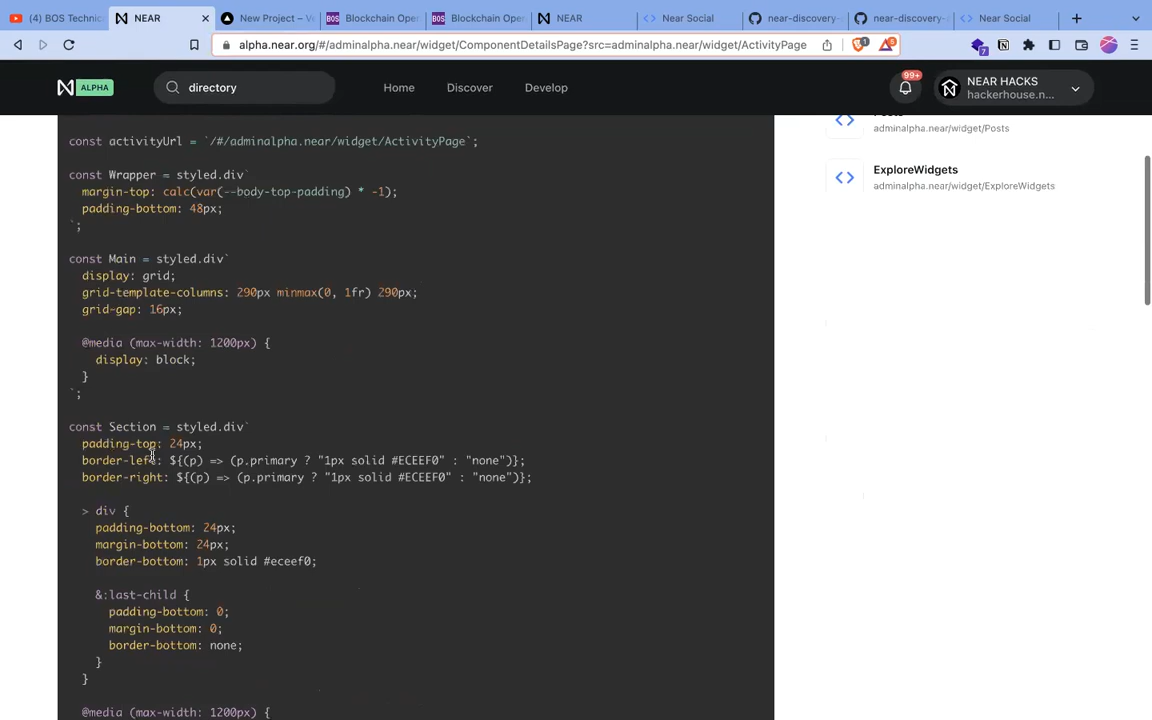 (BOS Techni
NEAR
New Project – Ve
BOS Blockchain Oper
BOS Blockchain Oper
NEAR
Near Social
near-discovery-
near-discovery-
Near Social
alpha.near.org/#/adminalpha.near/widget/ComponentDetailsPage?src=adminalpha.near/widget/ActivityPage
7
ALPHA
directory
Home
Discover
Develop
99+
NEAR HACKS
hackerhouse.n...
const activityUrl = `/#/adminalpha.near/widget/ActivityPage`;
const Wrapper = styled.div`
margin-top: calc(var(--body-top-padding) * -1);
padding-bottom: 48px;
`;
const Main = styled.div`
display: grid;
grid-template-columns: 290px minmax(0, 1fr) 290px;
grid-gap: 16px;
@media (max-width: 1200px) {
display: block;
}
`;
const Section = styled.div`
padding-top: 24px;
border-left: ${(p) => (p.primary ? "1px solid #ECEEF0" : "none")};
border-right: ${(p) => (p.primary ? "1px solid #ECEEF0" : "none")};
> div {
padding-bottom: 24px;
margin-bottom: 24px;
border-bottom: 1px solid #eceef0;
&:last-child {
padding-bottom: 0;
margin-bottom: 0;
border-bottom: none;
}
}
@media (max-width: 1200px) {
adminalpha.near/widget/Posts
ExploreWidgets
adminalpha.near/widget/ExploreWidgets